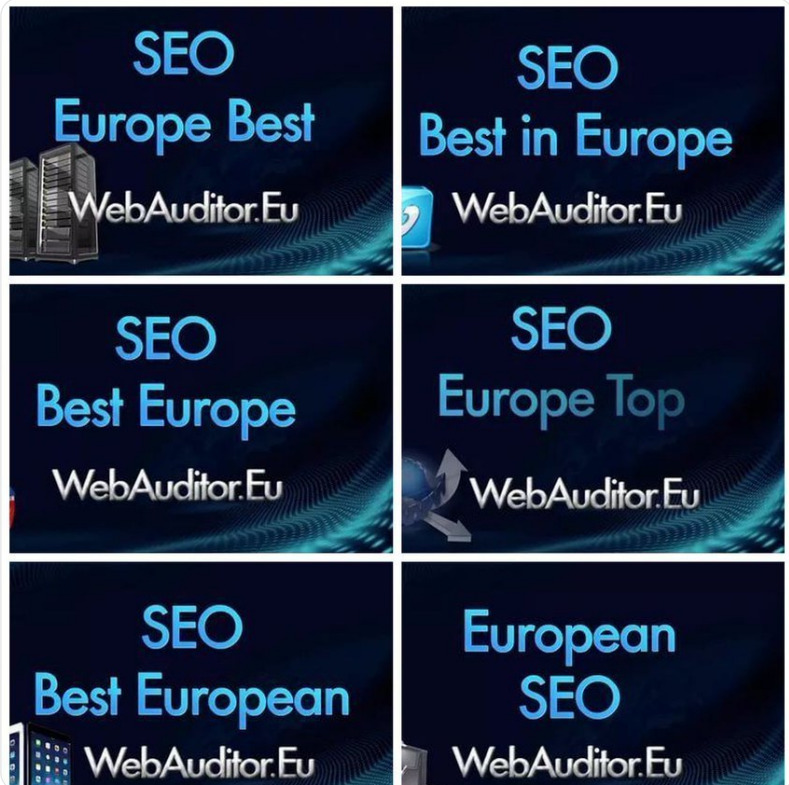 SEO
Europe Best
WebAuditor.Eu
SEO
Best in Europe
WebAuditor.Eu
SEO
Best Europe
WebAuditor.Eu
SEO
Europe Top
WebAuditor.Eu
SEO
Best European
WebAuditor.Eu
European
SEO
WebAuditor.Eu